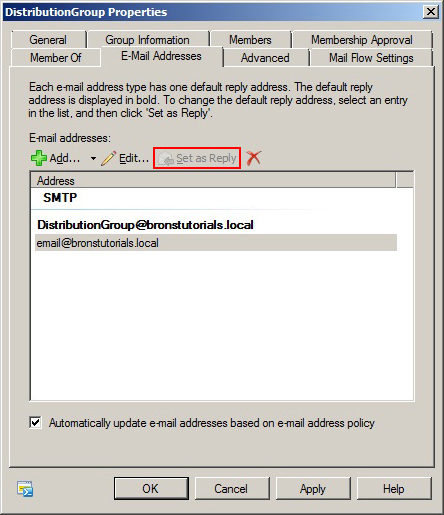 DistributionGroup Properties
General Group Information Members Membership Approval
Member Of E-Mail Addresses Advanced Mail Flow Settings
Each e-mail address type has one default reply address. The default reply
address is displayed in bold. To change the default reply address, select an entry
in the list, and then click 'Set as Reply'.
E-mail addresses:
Add... Edit... Set as Reply
Address
SMTP
DistributionGroup@bronstutorials.local
email@bronstutorials.local
Automatically update e-mail addresses based on e-mail address policy
OK Cancel Apply Help